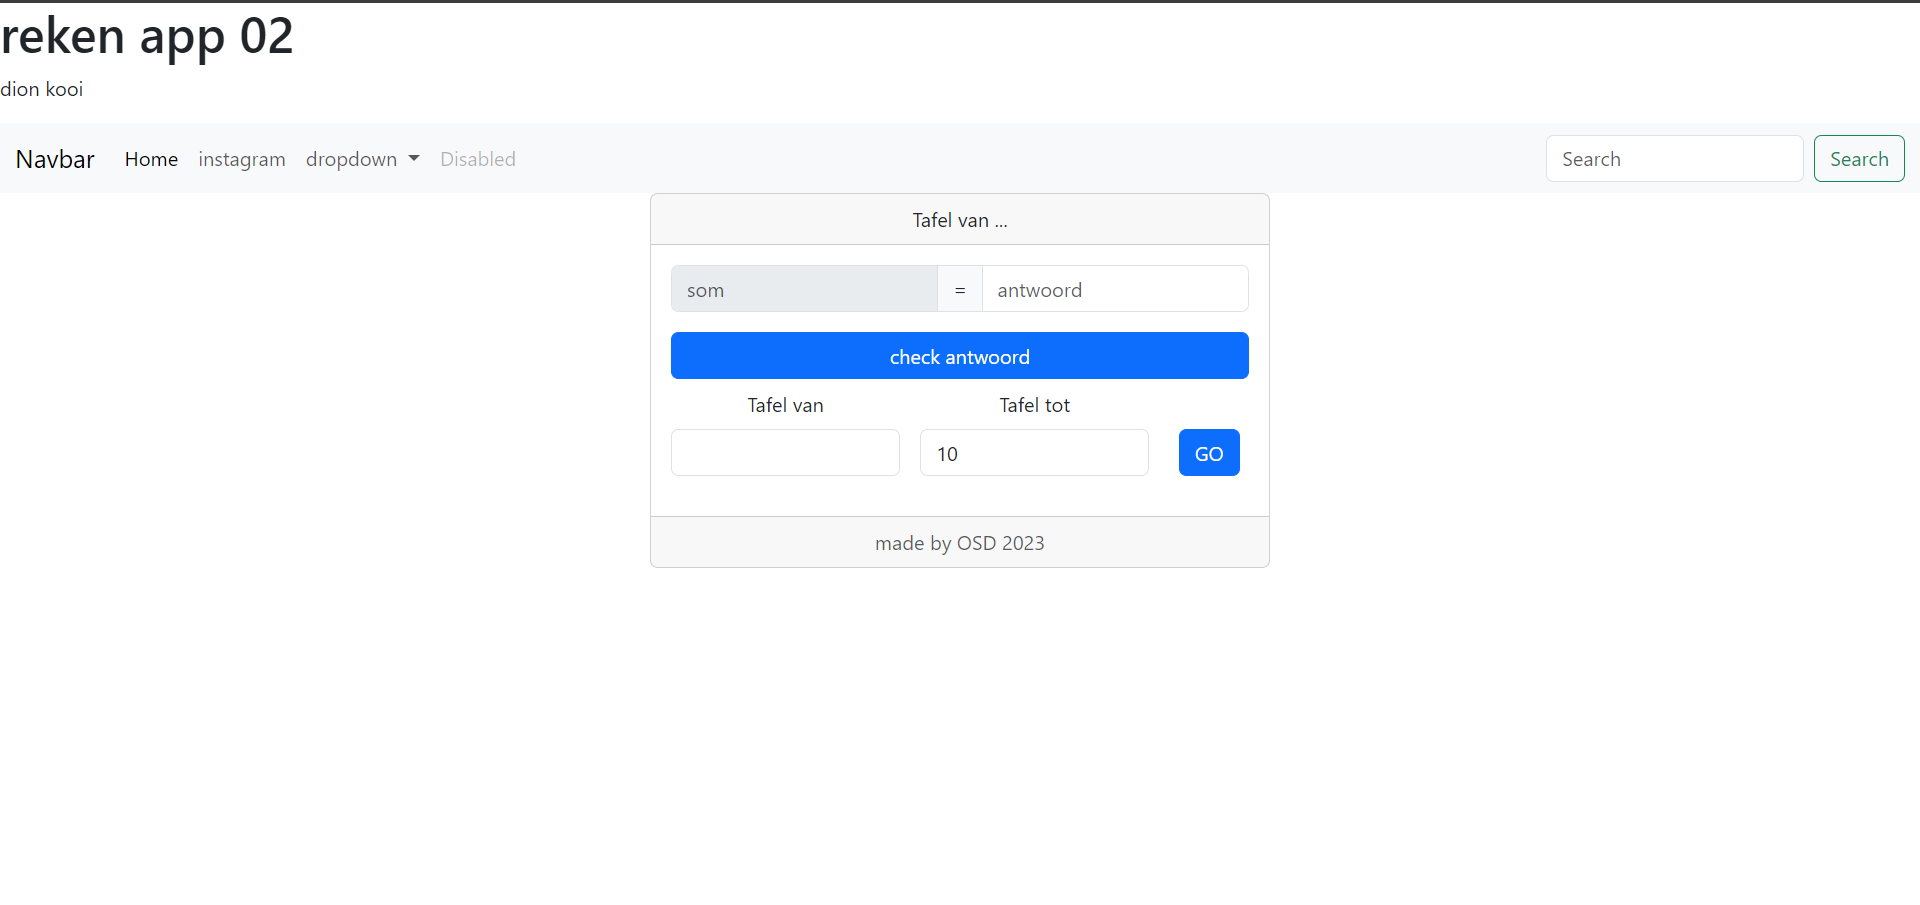 reken app 02
dion kooi
Navbar Home instagram dropdown Disabled Search Search
Tafel van ...
som = antwoord
check antwoord
Tafel van Tafel tot
10 GO
made by OSD 2023